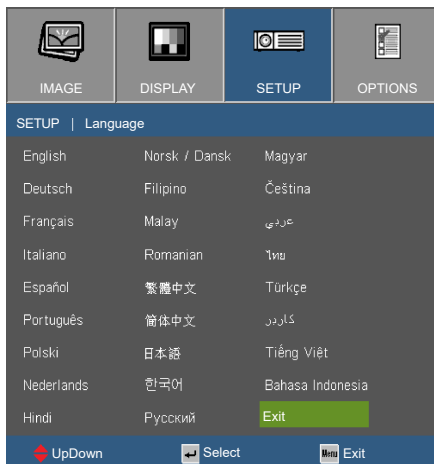 IMAGE DISPLAY SETUP OPTIONS
SETUP | Language
English Norsk / Dansk Magyar
Deutsch Filipino Čeština
Français Malay عردي
Italiano Romanian ไทย
Español 繁體中文 Türkçe
Português 简体中文 كاردر
Polski 日本語 Tiếng Việt
Nederlands 한국어 Bahasa Indonesia
Hindi Русский Exit
UpDown Select Menu Exit